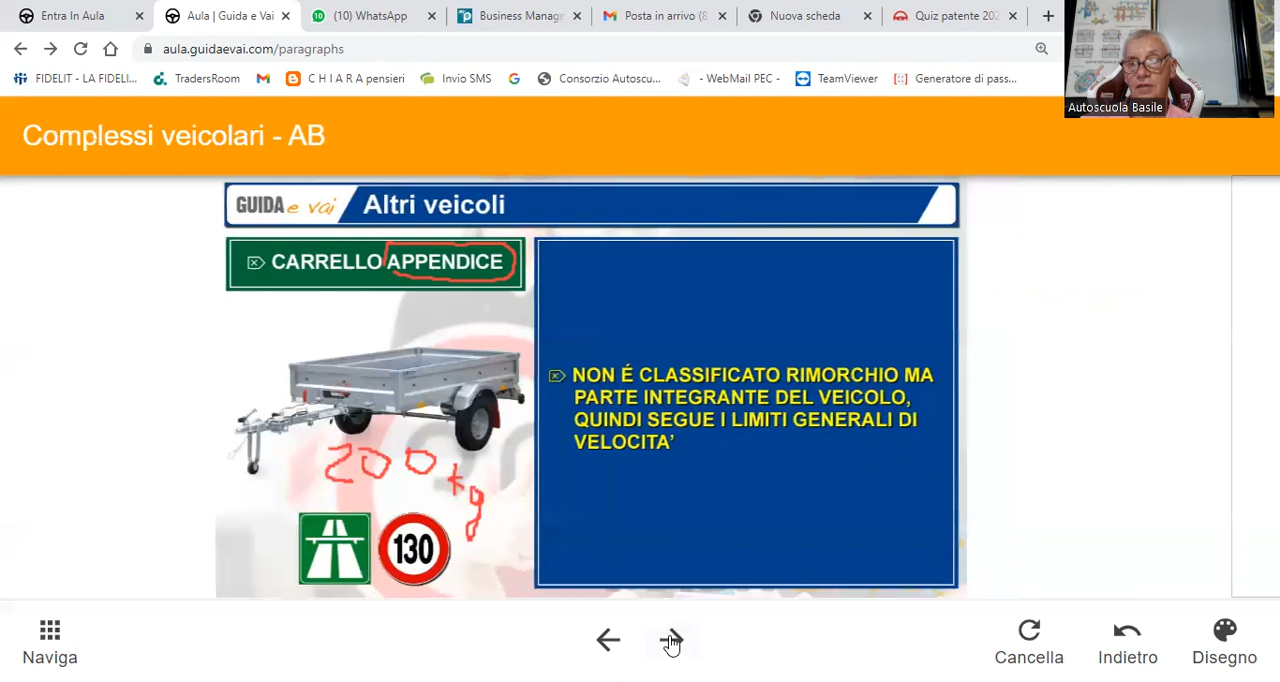 Entra In Aula
Aula | Guida e Vai
(10) WhatsApp
Business Manage
Posta in arrivo (8
Nuova scheda
Quiz patente 202
aula.guidaevai.com/paragraphs
FIDELIT - LA FIDELI...
TradersRoom
C H I A R A pensieri
Invio SMS
Consorzio Autoscu...
- WebMail PEC -
TeamViewer
Generatore di pass...
Autoscuola Basile
Complessi veicolari - AB
GUIDA e vai
Altri veicoli
CARRELLO APPENDICE
200 kg
130
NON É CLASSIFICATO RIMORCHIO MA
PARTE INTEGRANTE DEL VEICOLO,
QUINDI SEGUE I LIMITI GENERALI DI
VELOCITA'
Naviga
Cancella
Indietro
Disegno